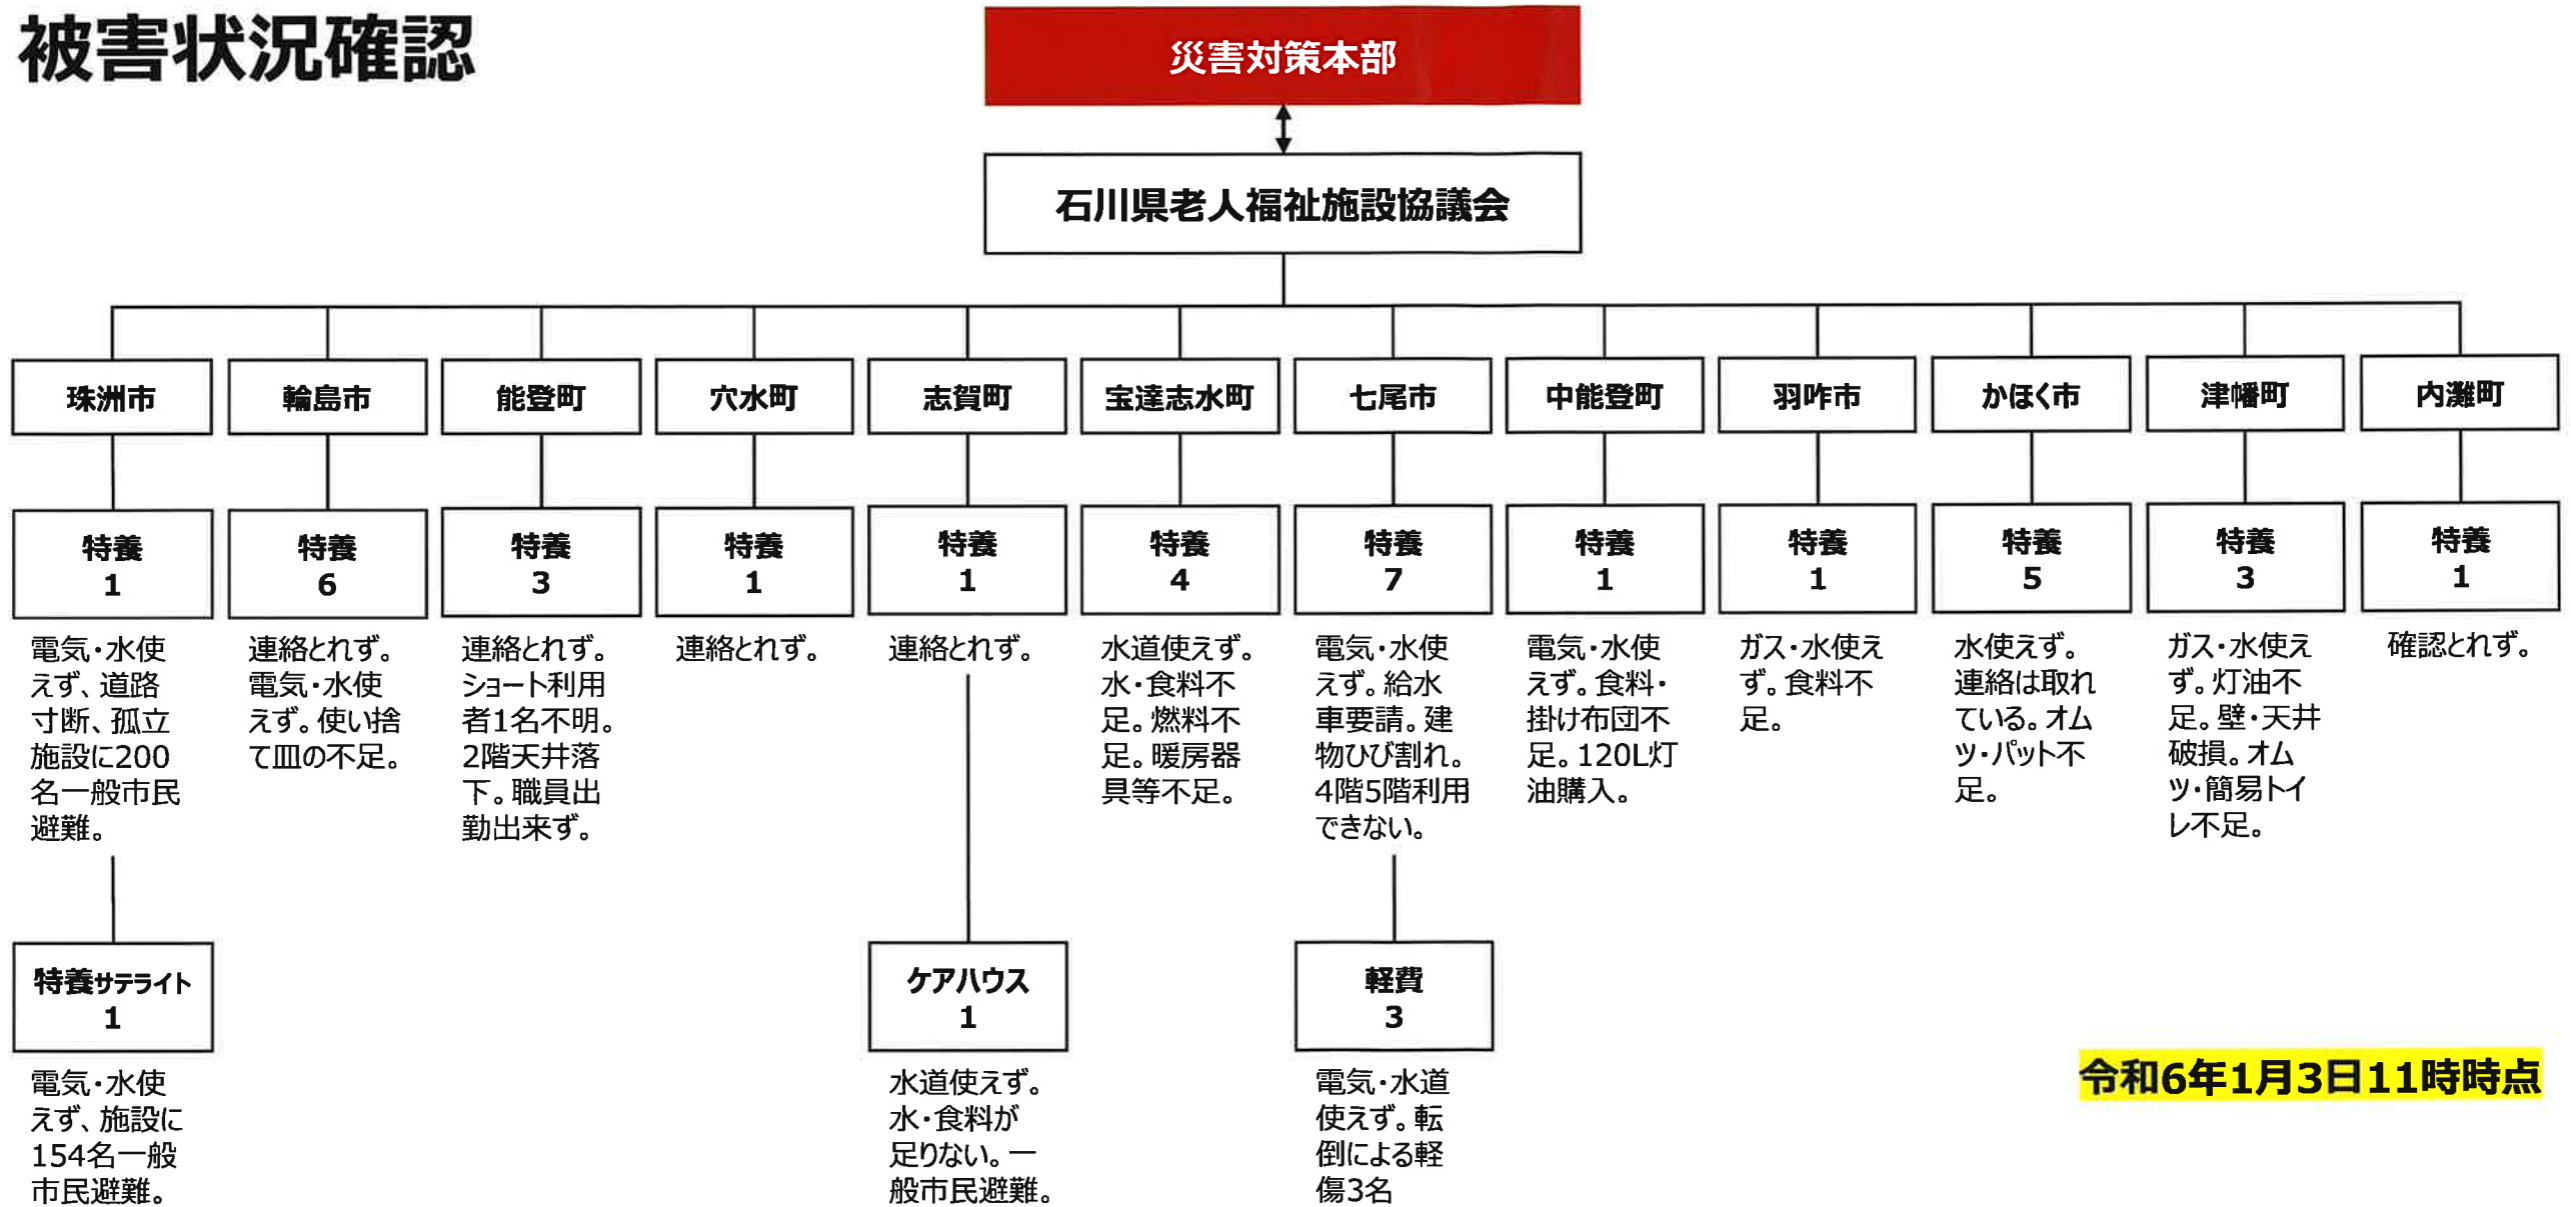 被害状況確認
災害対策本部
石川県老人福祉施設協議会
珠洲市
輪島市
能登町
穴水町
志賀町
宝達志水町
七尾市
中能登町
羽咋市
かほく市
津幡町
内灘町
特養
1
特養
6
特養
3
特養
1
特養
1
特養
4
特養
7
特養
1
特養
1
特養
5
特養
3
特養
1
電気・水使
えず、道路
寸断、孤立
施設に200
名一般市民
避難。
連絡とれず。
電気・水使
えず。使い捨
て皿の不足。
連絡とれず。
ショート利用
者1名不明。
2階天井落
下。職員出
勤出来ず。
連絡とれず。
連絡とれず。
水道使えず。
水・食料不
足。燃料不
足。暖房器
具等不足。
電気・水使
えず。給水
車要請。建
物ひび割れ。
4階5階利用
できない。
電気・水使
えず。食料・
掛け布団不
足。120L灯
油購入。
ガス・水使え
ず。食料不
足。
水使えず。
連絡は取れ
ている。オム
ツ・パット不
足。
ガス・水使え
ず。灯油不
足。壁・天井
破損。オム
ツ・簡易トイ
レ不足。
確認とれず。
特養サテライト
1
ケアハウス
1
軽費
3
電気・水使
えず、施設に
154名一般
市民避難。
水道使えず。
水・食料が
足りない。一
般市民避難。
電気・水道
使えず。転
倒による軽
傷3名
令和6年1月3日11時時点